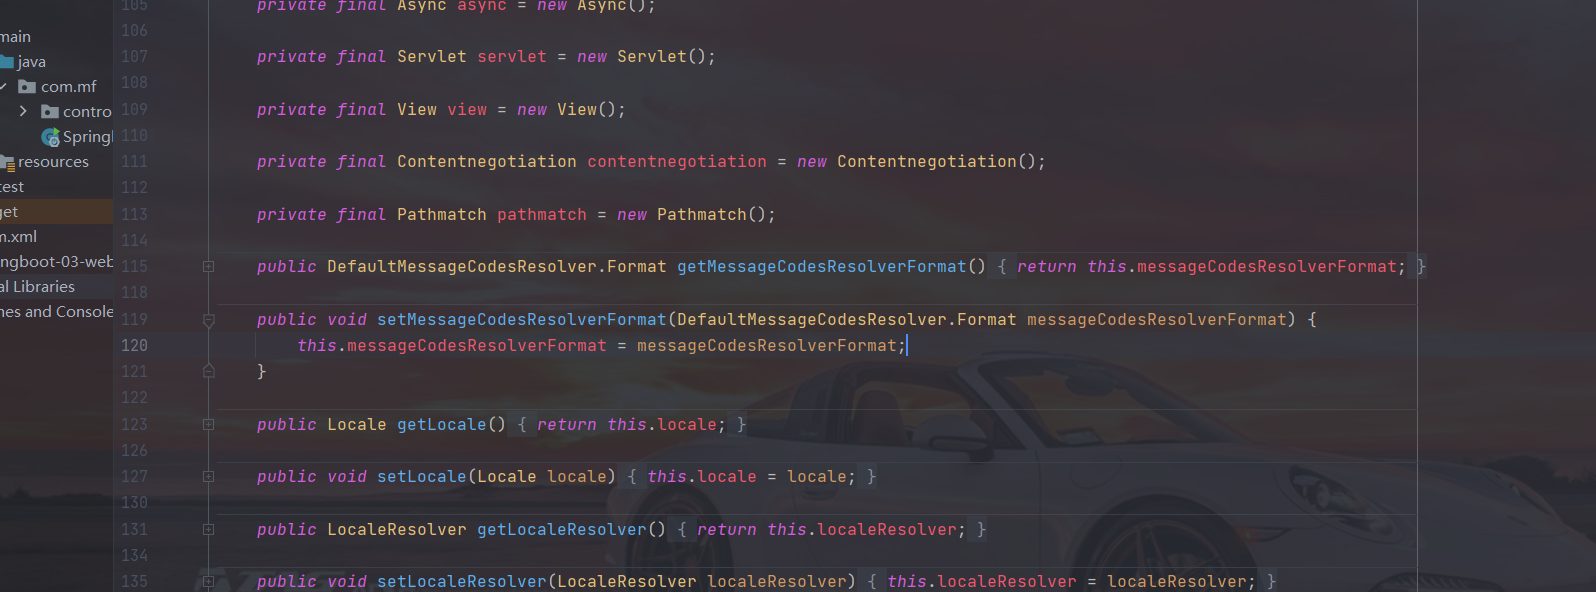 main
java
com.mf
contro
Spring
resources
test
get
m.xml
ngboot-03-web
al Libraries
hes and Console
105 private final Async async = new Async();
106
107 private final Servlet servlet = new Servlet();
108
109 private final View view = new View();
110
111 private final Contentnegotiation contentnegotiation = new Contentnegotiation();
112
113 private final Pathmatch pathmatch = new Pathmatch();
114
115 public DefaultMessageCodesResolver.Format getMessageCodesResolverFormat() { return this.messageCodesResolverFormat; }
118
119 public void setMessageCodesResolverFormat(DefaultMessageCodesResolver.Format messageCodesResolverFormat) {
120 this.messageCodesResolverFormat = messageCodesResolverFormat;
121 }
122
123 public Locale getLocale() { return this.locale; }
126
127 public void setLocale(Locale locale) { this.locale = locale; }
130
131 public LocaleResolver getLocaleResolver() { return this.localeResolver; }
134
135 public void setLocaleResolver(LocaleResolver localeResolver) { this.localeResolver = localeResolver; }